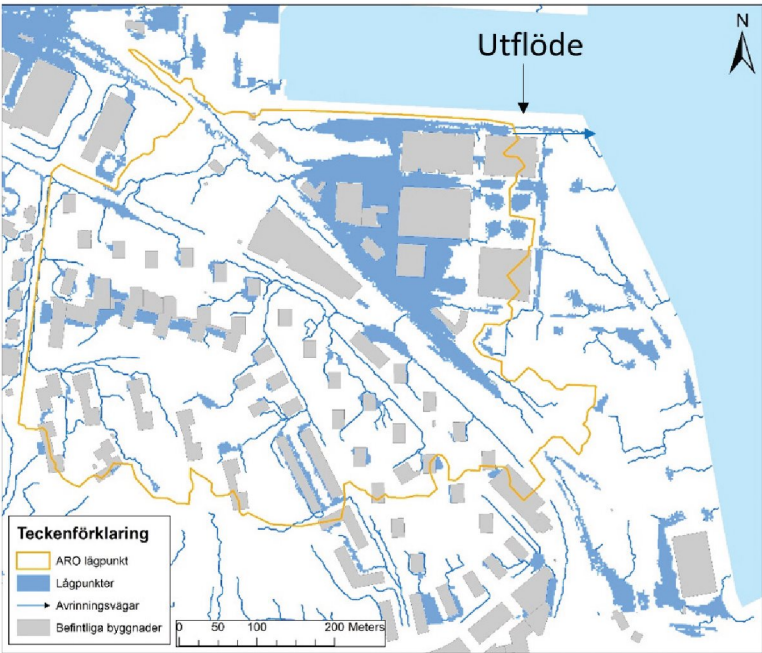 Utflöde
N
Teckenförklaring
ARO lågpunkt
Lågpunkter
Avrinningsvägar
Befintliga byggnader
0 50 100 200 Meters